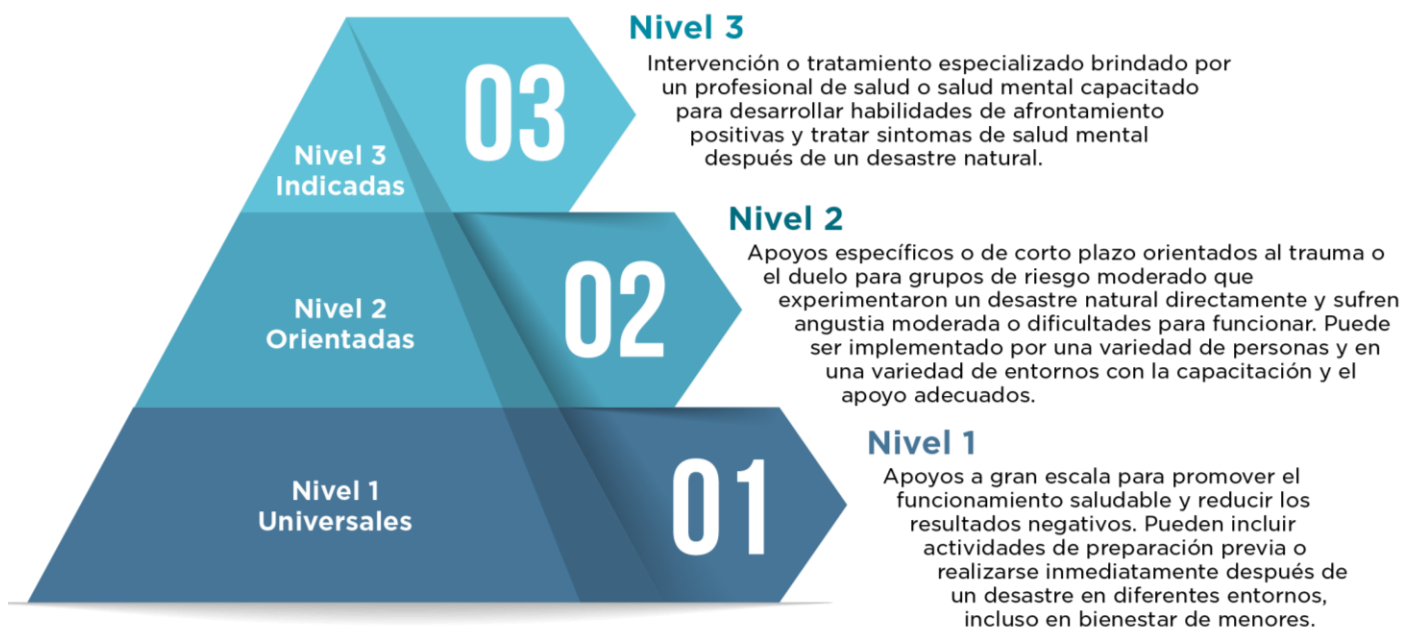 Nivel 3
Intervención o tratamiento especializado brindado por
un profesional de salud o salud mental capacitado
para desarrollar habilidades de afrontamiento
positivas y tratar sintomas de salud mental
después de un desastre natural.
03
Nivel 3
Indicadas
Nivel 2
Apoyos específicos o de corto plazo orientados al trauma o
el duelo para grupos de riesgo moderado que
experimentaron un desastre natural directamente y sufren
angustia moderada o dificultades para funcionar. Puede
ser implementado por una variedad de personas y en
una variedad de entornos con la capacitación y el
apoyo adecuados.
02
Nivel 2
Orientadas
Nivel 1
Apoyos a gran escala para promover el
funcionamiento saludable y reducir los
resultados negativos. Pueden incluir
actividades de preparación previa o
realizarse inmediatamente después de
un desastre en diferentes entornos,
incluso en bienestar de menores.
01
Nivel 1
Universales